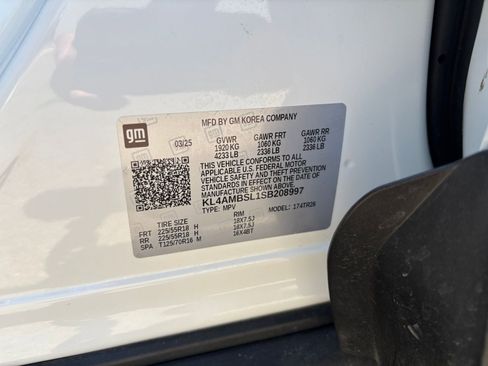 gm
MFD BY GM KOREA COMPANY
03/25 GVWR GAWR FRT GAWR RR
1920 KG 1060 KG 1060 KG
4233 LB 2336 LB 2336 LB
THIS VEHICLE CONFORMS TO ALL
APPLICABLE U.S. FEDERAL MOTOR
VEHICLE SAFETY AND THEFT PREVENTION
STANDARDS IN EFFECT ON THE DATE OF
MANUFACTURE SHOWN ABOVE.
KL4AMBSL1SB208997
TYPE: MPV 174TR26
TIRE SIZE RIM
FRT 225/55R18 H 18X7.5J
RR 225/55R18 H 18X7.5J
SPA T125/70R16 M 16X4BT